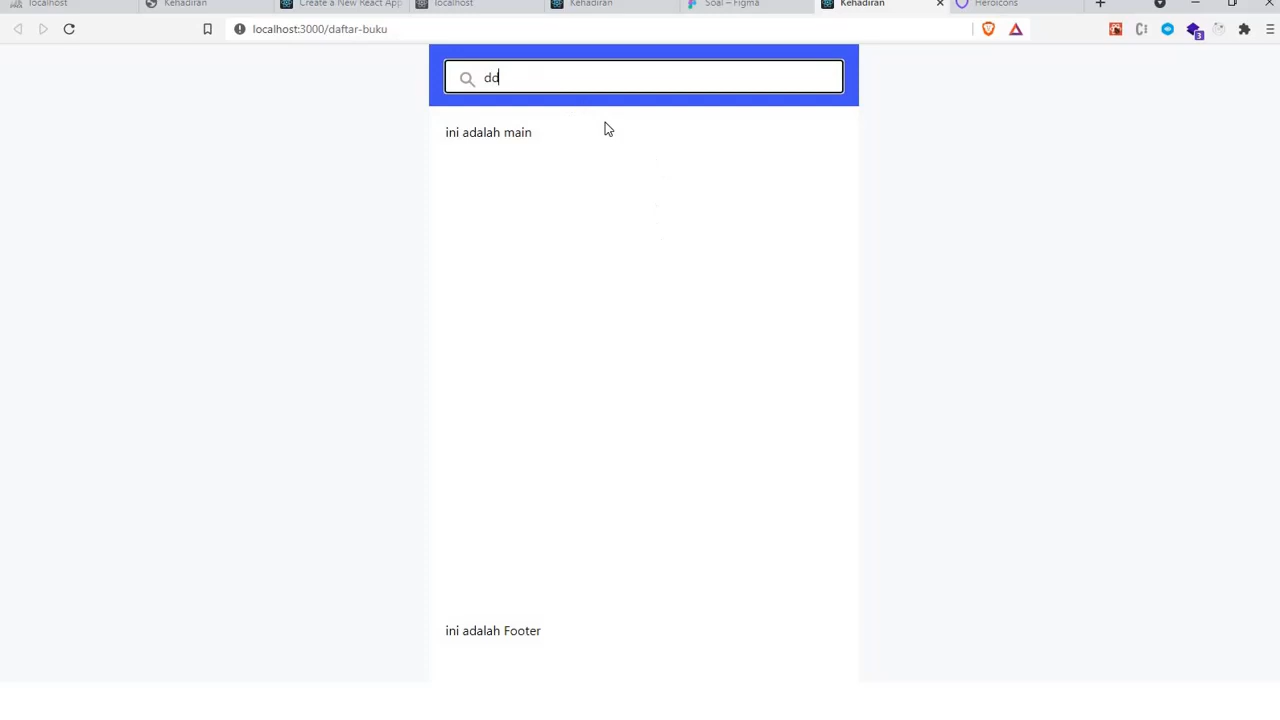 localhost
Kehadiran
Create a New React App
localhost
Kehadiran
Soal – Figma
Kehadiran
Heroicons
localhost:3000/daftar-buku
3
dd
ini adalah main
ini adalah Footer